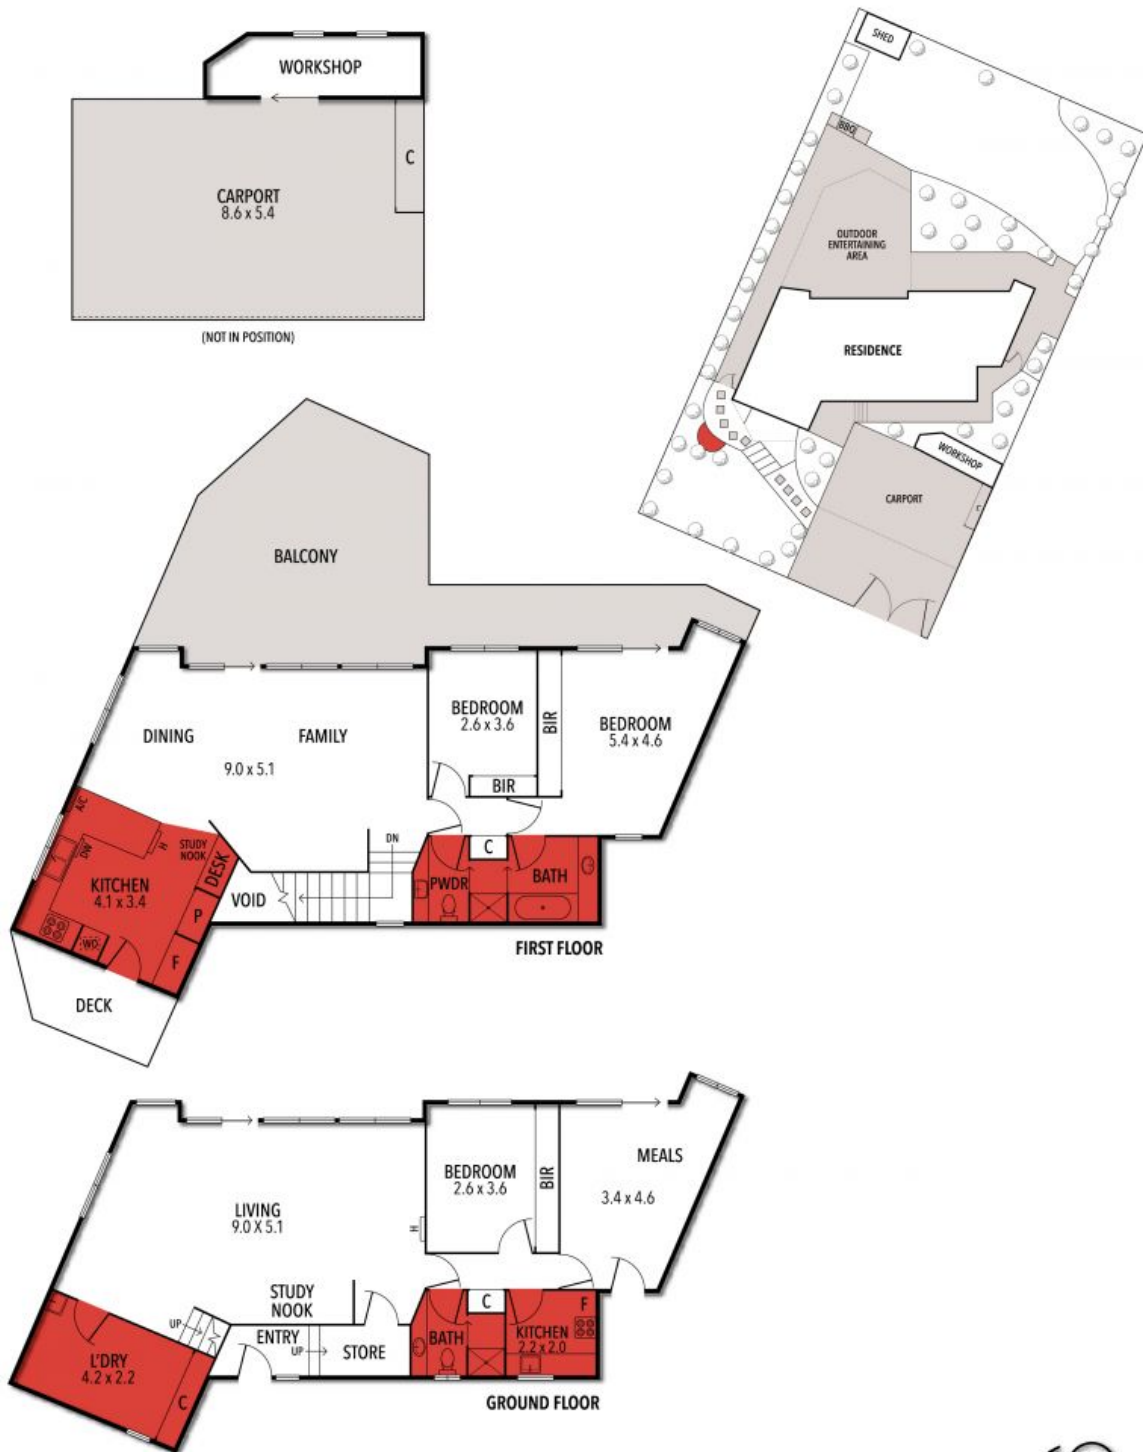 WORKSHOP
C
CARPORT
8.6 x 5.4
(NOT IN POSITION)
SHED
BBQ
OUTDOOR
ENTERTAINING
AREA
RESIDENCE
WORKSHOP
CARPORT
C
BALCONY
DINING
FAMILY
9.0 x 5.1
BEDROOM
2.6 x 3.6
BIR
BIR
BEDROOM
5.4 x 4.6
A/C
DW
H
STUDY
NOOK
DESK
KITCHEN
4.1 x 3.4
P
WO
F
VOID
DN
PWDR
C
BATH
FIRST FLOOR
DECK
LIVING
9.0 X 5.1
H
BEDROOM
2.6 x 3.6
BIR
MEALS
3.4 x 4.6
STUDY
NOOK
UP
ENTRY
UP
STORE
BATH
C
KITCHEN
2.2 x 2.0
F
L'DRY
4.2 x 2.2
C
GROUND FLOOR